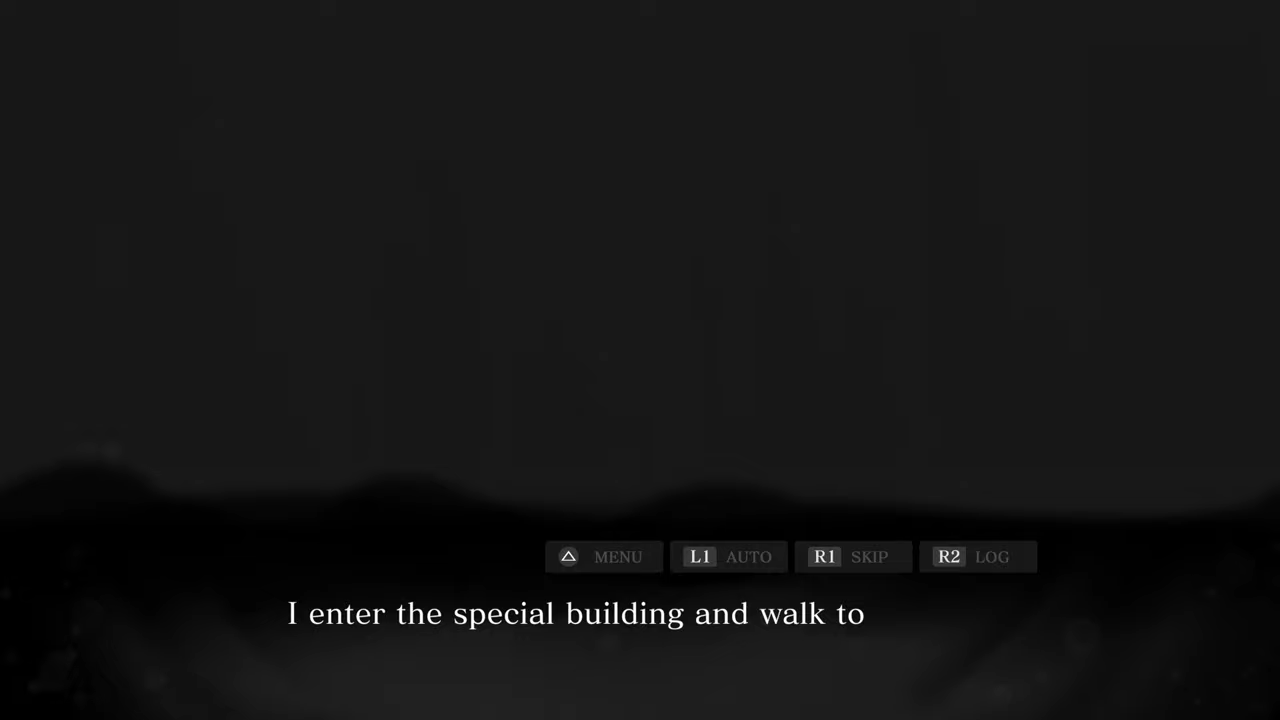 MENU L1 AUTO R1 SKIP R2 LOG
I enter the special building and walk to